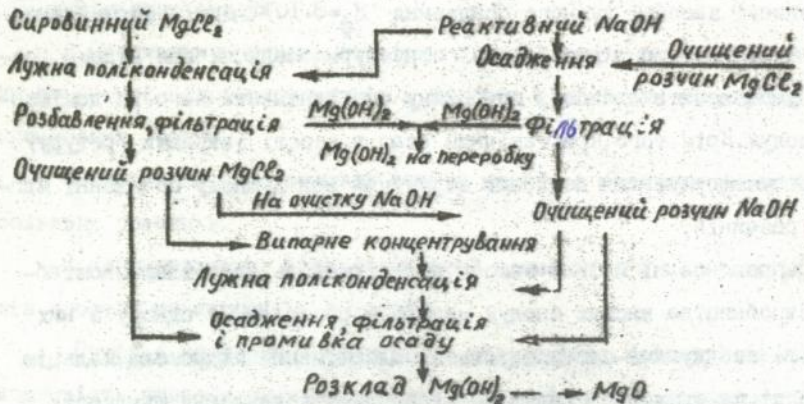 Сировинний MgCl₂
Реактивний NaOH
Лужна поліконденсація
Осадження
Очищений
розчин MgCl₂
Розбавлення, фільтрація
Mg(OH)₂
Mg(OH)₂
Фільтрація
Mg(OH)₂ на переробку
Очищений розчин MgCl₂
На очистку NaOH
Очищений розчин NaOH
Випарне концентрування
Лужна поліконденсація
Осадження, фільтрація
і промивка осаду
Розклад Mg(OH)₂
MgO